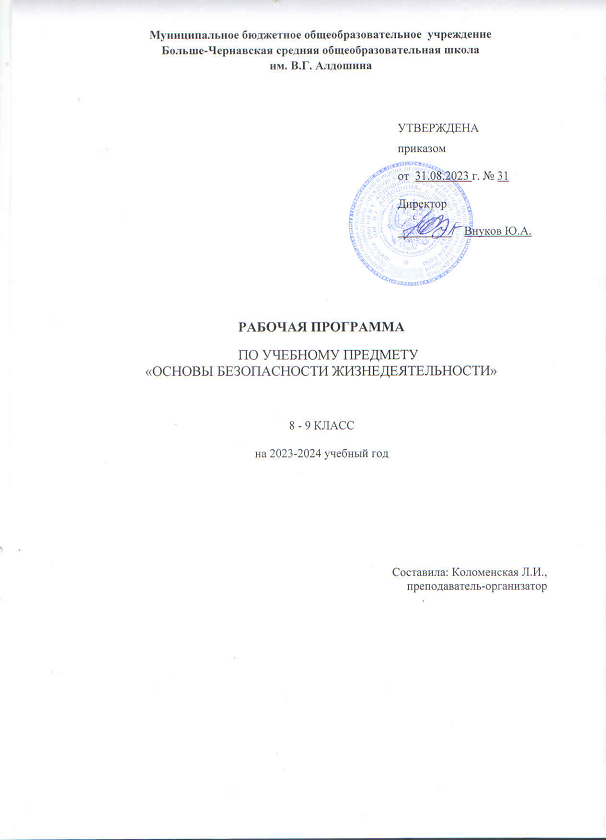 Муниципальное бюджетное общеобразовательное учреждение
Больше-Чернавская средняя общеобразовательная школа
им. В.Г. Алдошина
УТВЕРЖДЕНА
приказом
от 31.08.2023 г. № 31
Директор
Внуков Ю.А.
РАБОЧАЯ ПРОГРАММА
ПО УЧЕБНОМУ ПРЕДМЕТУ
«ОСНОВЫ БЕЗОПАСНОСТИ ЖИЗНЕДЕЯТЕЛЬНОСТИ»
8 - 9 КЛАСС
на 2023-2024 учебный год
Составила: Коломенская Л.И.,
преподаватель-организатор